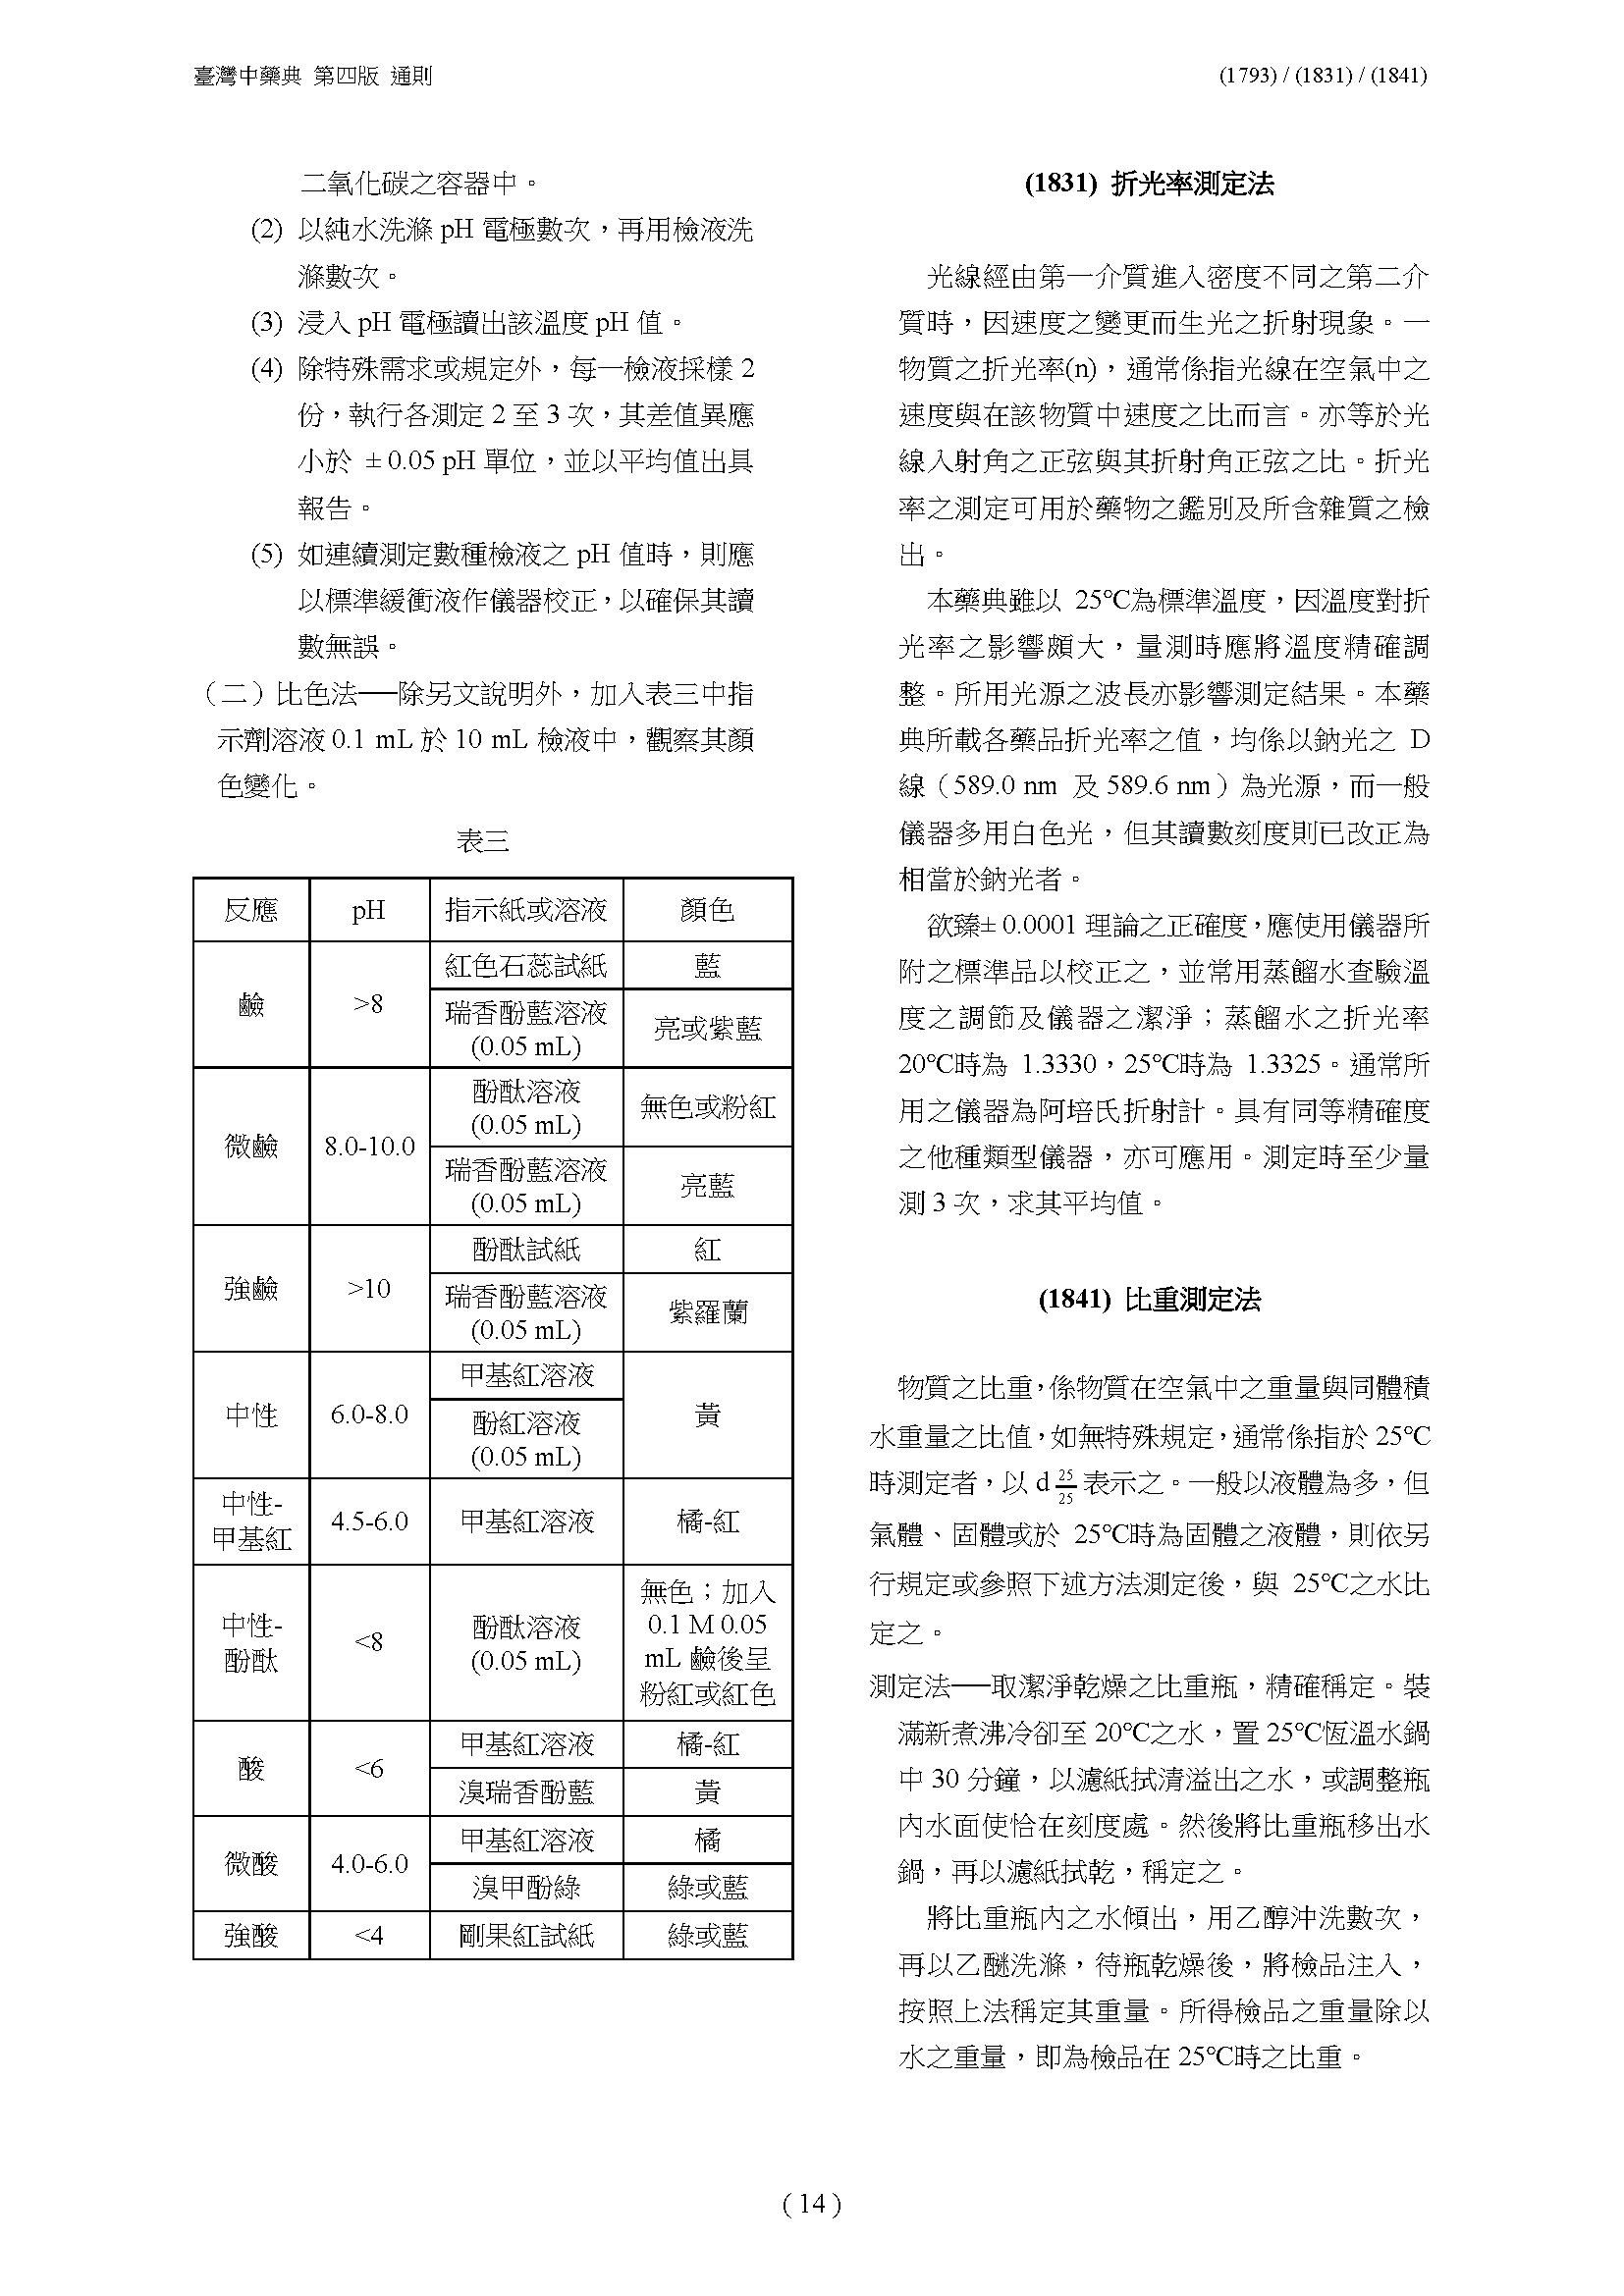 臺灣中藥典 第四版 通則
(1793) / (1831) / (1841)
二氧化碳之容器中。
(2) 以純水洗滌 pH 電極數次，再用檢液洗
滌數次。
(3) 浸入 pH 電極讀出該溫度 pH 值。
(4) 除特殊需求或規定外，每一檢液採樣 2
份，執行各測定 2 至 3 次，其差值異應
小於 ± 0.05 pH 單位，並以平均值出具
報告。
(5) 如連續測定數種檢液之 pH 值時，則應
以標準緩衝液作儀器校正，以確保其讀
數無誤。
（二）比色法──除另文說明外，加入表三中指
示劑溶液 0.1 mL 於 10 mL 檢液中，觀察其顏
色變化。
表三
反應 pH 指示紙或溶液 顏色
鹼 >8 紅色石蕊試紙 藍
瑞香酚藍溶液
(0.05 mL) 亮或紫藍
微鹼 8.0-10.0 酚酞溶液
(0.05 mL) 無色或粉紅
瑞香酚藍溶液
(0.05 mL) 亮藍
強鹼 >10 酚酞試紙 紅
瑞香酚藍溶液
(0.05 mL) 紫羅蘭
中性 6.0-8.0 甲基紅溶液 黃
酚紅溶液
(0.05 mL)
中性-
甲基紅 4.5-6.0 甲基紅溶液 橘-紅
中性-
酚酞 <8 酚酞溶液
(0.05 mL) 無色；加入
0.1 M 0.05
mL 鹼後呈
粉紅或紅色
酸 <6 甲基紅溶液 橘-紅
溴瑞香酚藍 黃
微酸 4.0-6.0 甲基紅溶液 橘
溴甲酚綠 綠或藍
強酸 <4 剛果紅試紙 綠或藍
(1831) 折光率測定法
光線經由第一介質進入密度不同之第二介
質時，因速度之變更而生光之折射現象。一
物質之折光率(n)，通常係指光線在空氣中之
速度與在該物質中速度之比而言。亦等於光
線入射角之正弦與其折射角正弦之比。折光
率之測定可用於藥物之鑑別及所含雜質之檢
出。
本藥典雖以 25℃為標準溫度，因溫度對折
光率之影響頗大，量測時應將溫度精確調
整。所用光源之波長亦影響測定結果。本藥
典所載各藥品折光率之值，均係以鈉光之 D
線（589.0 nm 及 589.6 nm）為光源，而一般
儀器多用白色光，但其讀數刻度則已改正為
相當於鈉光者。
欲臻± 0.0001 理論之正確度，應使用儀器所
附之標準品以校正之，並常用蒸餾水查驗溫
度之調節及儀器之潔淨；蒸餾水之折光率
20℃時為 1.3330，25℃時為 1.3325。通常所
用之儀器為阿培氏折射計。具有同等精確度
之他種類型儀器，亦可應用。測定時至少量
測 3 次，求其平均值。
(1841) 比重測定法
物質之比重，係物質在空氣中之重量與同體積
水重量之比值，如無特殊規定，通常係指於 25℃
時測定者，以 d 25/25 表示之。一般以液體為多，但
氣體、固體或於 25℃時為固體之液體，則依另
行規定或參照下述方法測定後，與 25℃之水比
定之。
測定法──取潔淨乾燥之比重瓶，精確稱定。裝
滿新煮沸冷卻至 20℃之水，置 25℃恆溫水鍋
中 30 分鐘，以濾紙拭清溢出之水，或調整瓶
內水面使恰在刻度處。然後將比重瓶移出水
鍋，再以濾紙拭乾，稱定之。
將比重瓶內之水傾出，用乙醇沖洗數次，
再以乙醚洗滌，待瓶乾燥後，將檢品注入，
按照上法稱定其重量。所得檢品之重量除以
水之重量，即為檢品在 25℃時之比重。
( 14 )